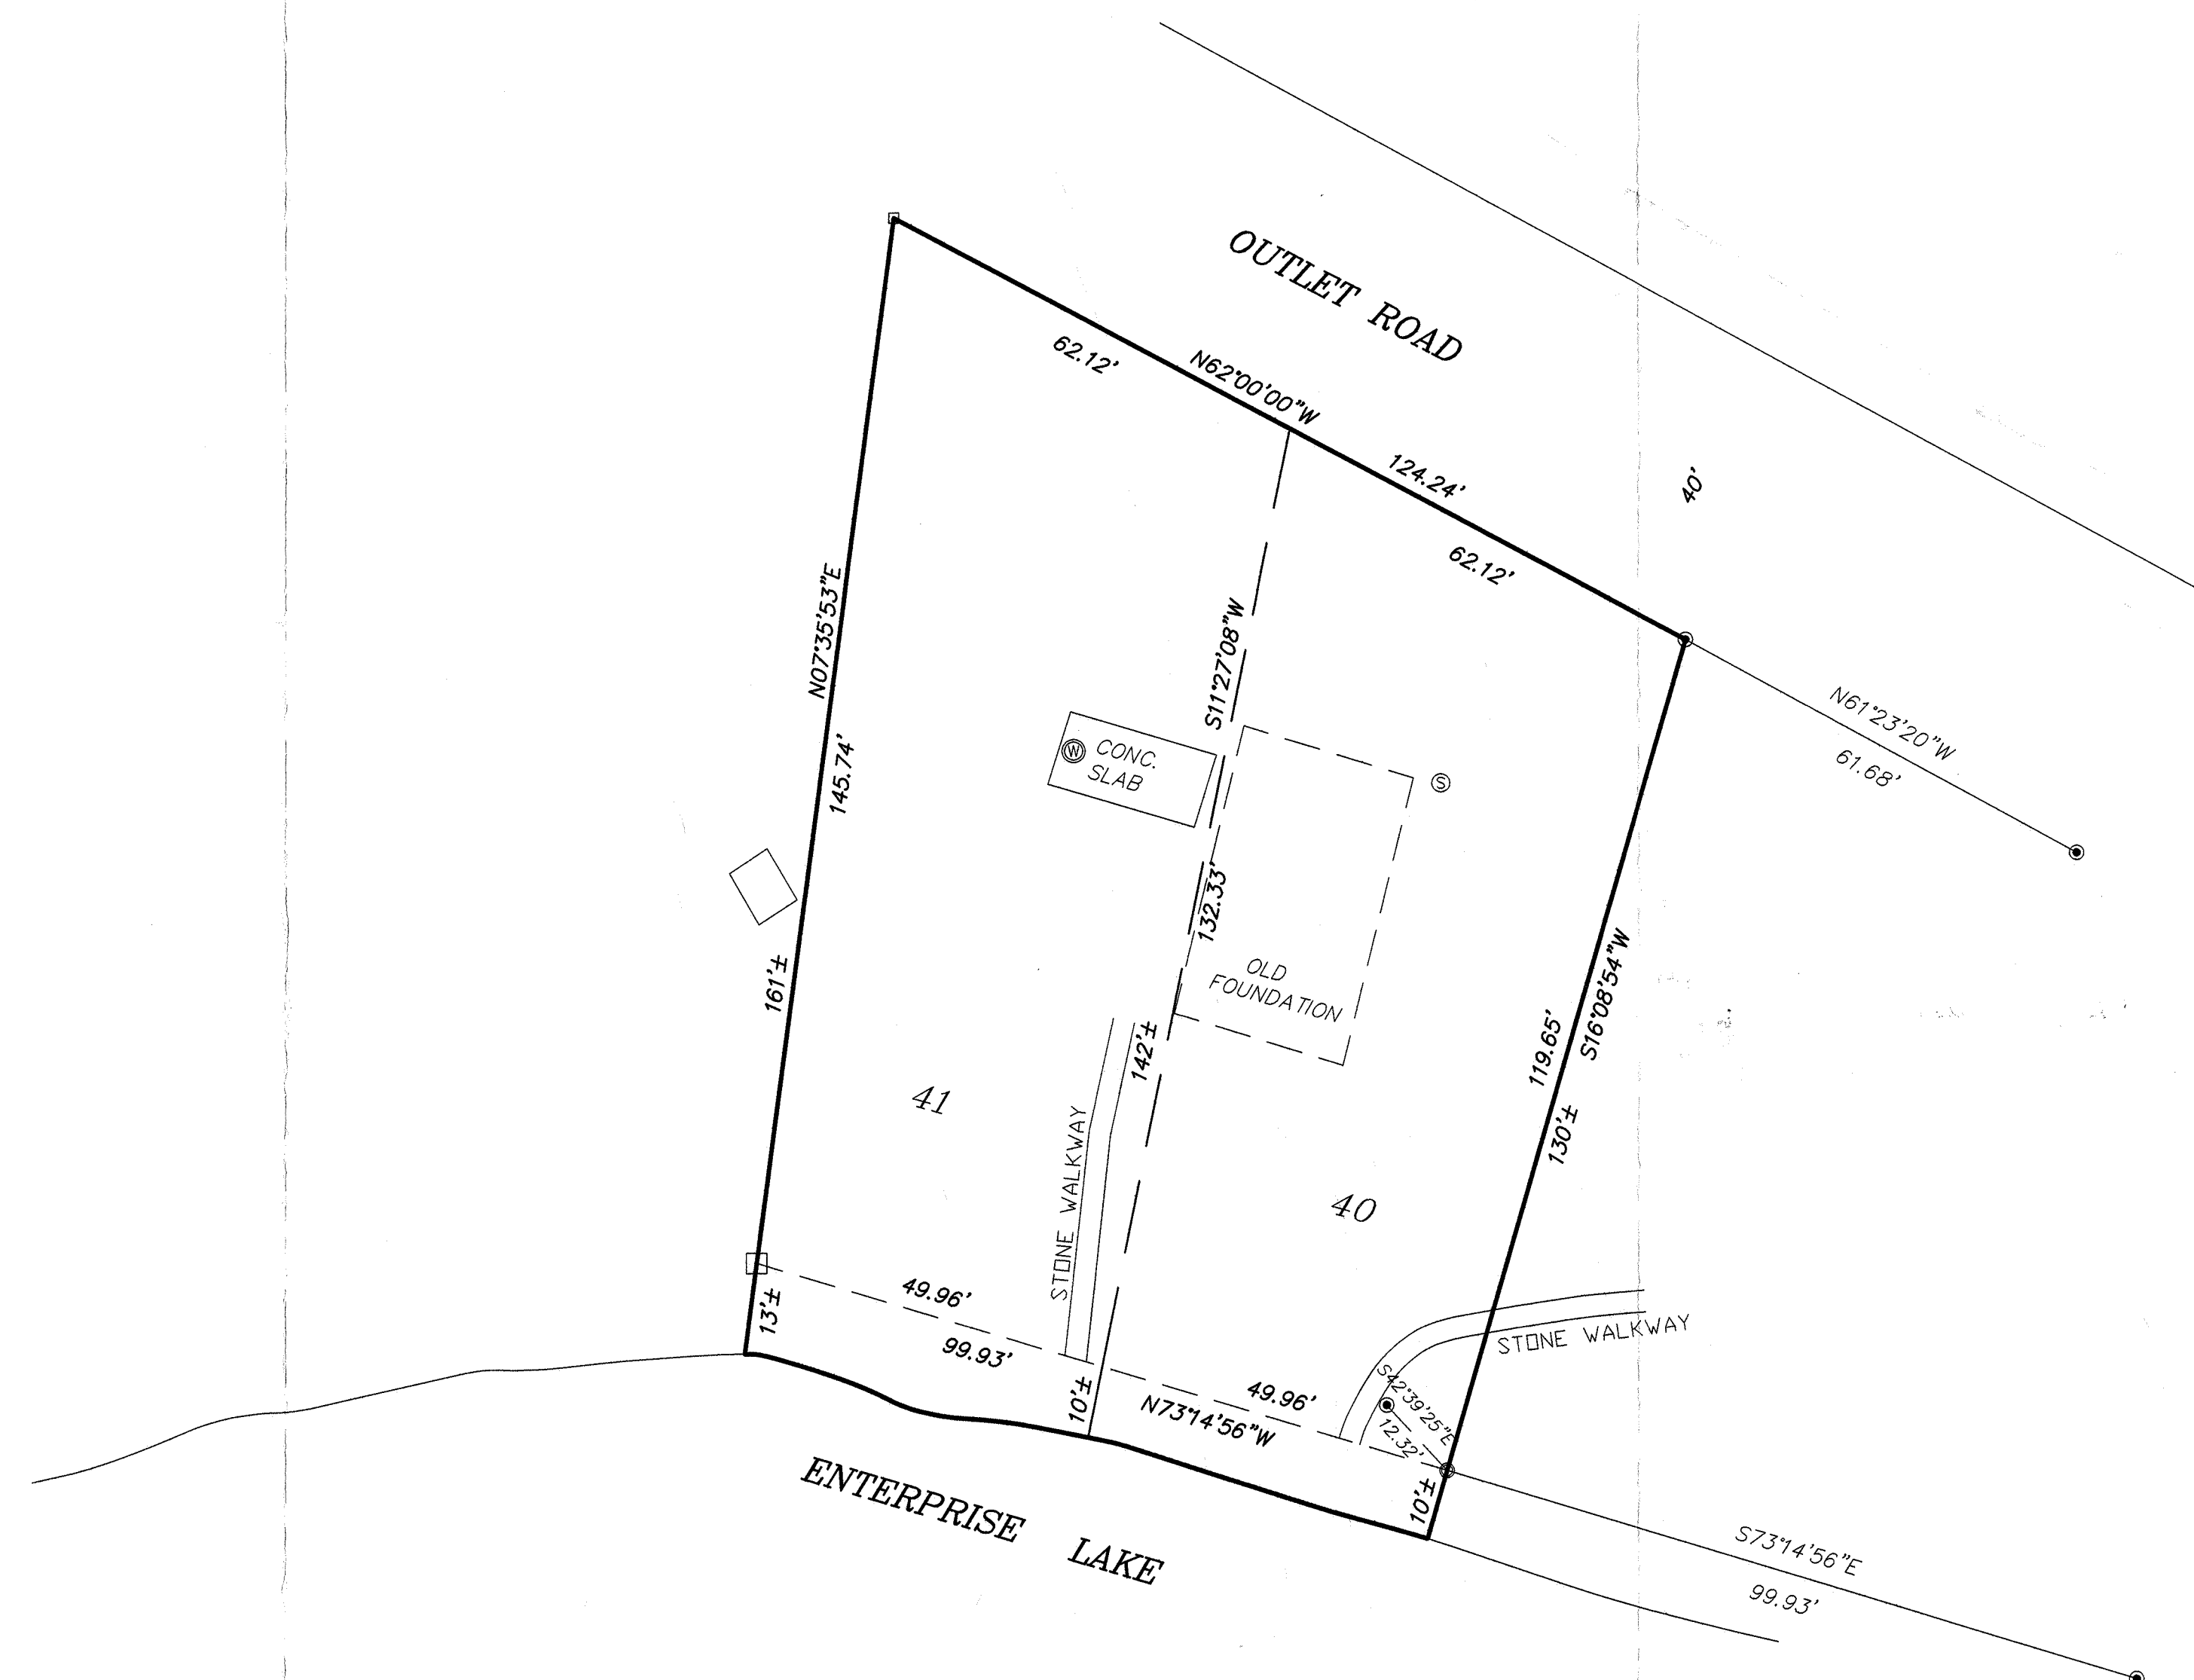 OUTLET ROAD
62.12'
N62°00'00"W
124.24'
62.12'
40'
N61°23'20"W
61.68'
N07°35'53"E
145.74'
161'±
13'±
S11°27'08"W
132.33'
142'±
10'±
W
CONC.
SLAB
S
OLD
FOUNDATION
S16°08'54"W
119.65'
130'±
10'±
41
40
STONE WALKWAY
STONE WALKWAY
49.96'
99.93'
49.96'
N73°14'56"W
S42°39'25"E
12.32'
S73°14'56"E
99.93'
ENTERPRISE LAKE